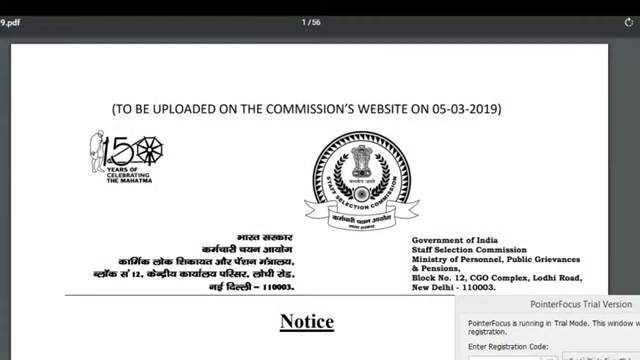 9.pdf
1 / 56
(TO BE UPLOADED ON THE COMMISSION'S WEBSITE ON 05-03-2019)
150
YEARS OF
CELEBRATING
THE MAHATMA
STAFF SELECTION COMMISSION
कर्मचारी चयन आयोग
भारत सरकार
कर्मचारी चयन आयोग
कार्मिक लोक शिकायत और पेंशन मंत्रालय,
ब्लॉक सं 12, केन्द्रीय कार्यालय परिसर, लोधी रोड,
नई दिल्ली – 110003.
Government of India
Staff Selection Commission
Ministry of Personnel, Public Grievances
& Pensions,
Block No. 12, CGO Complex, Lodhi Road,
New Delhi - 110003.
Notice
PointerFocus Trial Version
PointerFocus is running in Trial Mode. This window w
registration.
Enter Registration Code: